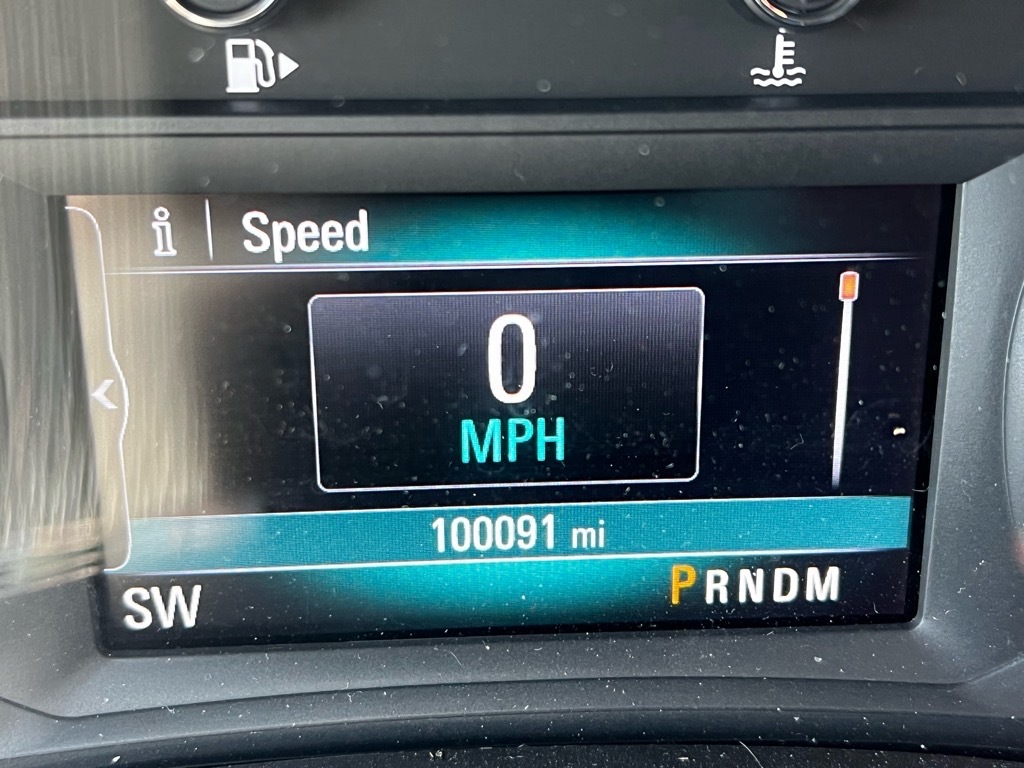 Speed
0
MPH
100091 mi
SW
PRNDM